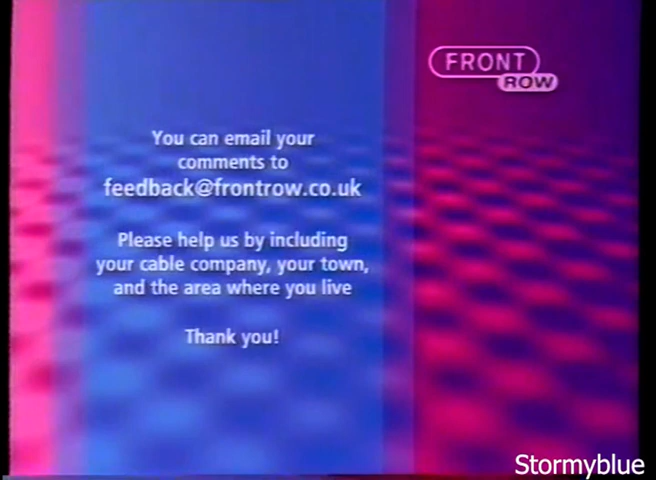 FRONT
ROW
You can email your
comments to
feedback@frontrow.co.uk
Please help us by including
your cable company, your town,
and the area where you live
Thank you!
Stormyblue